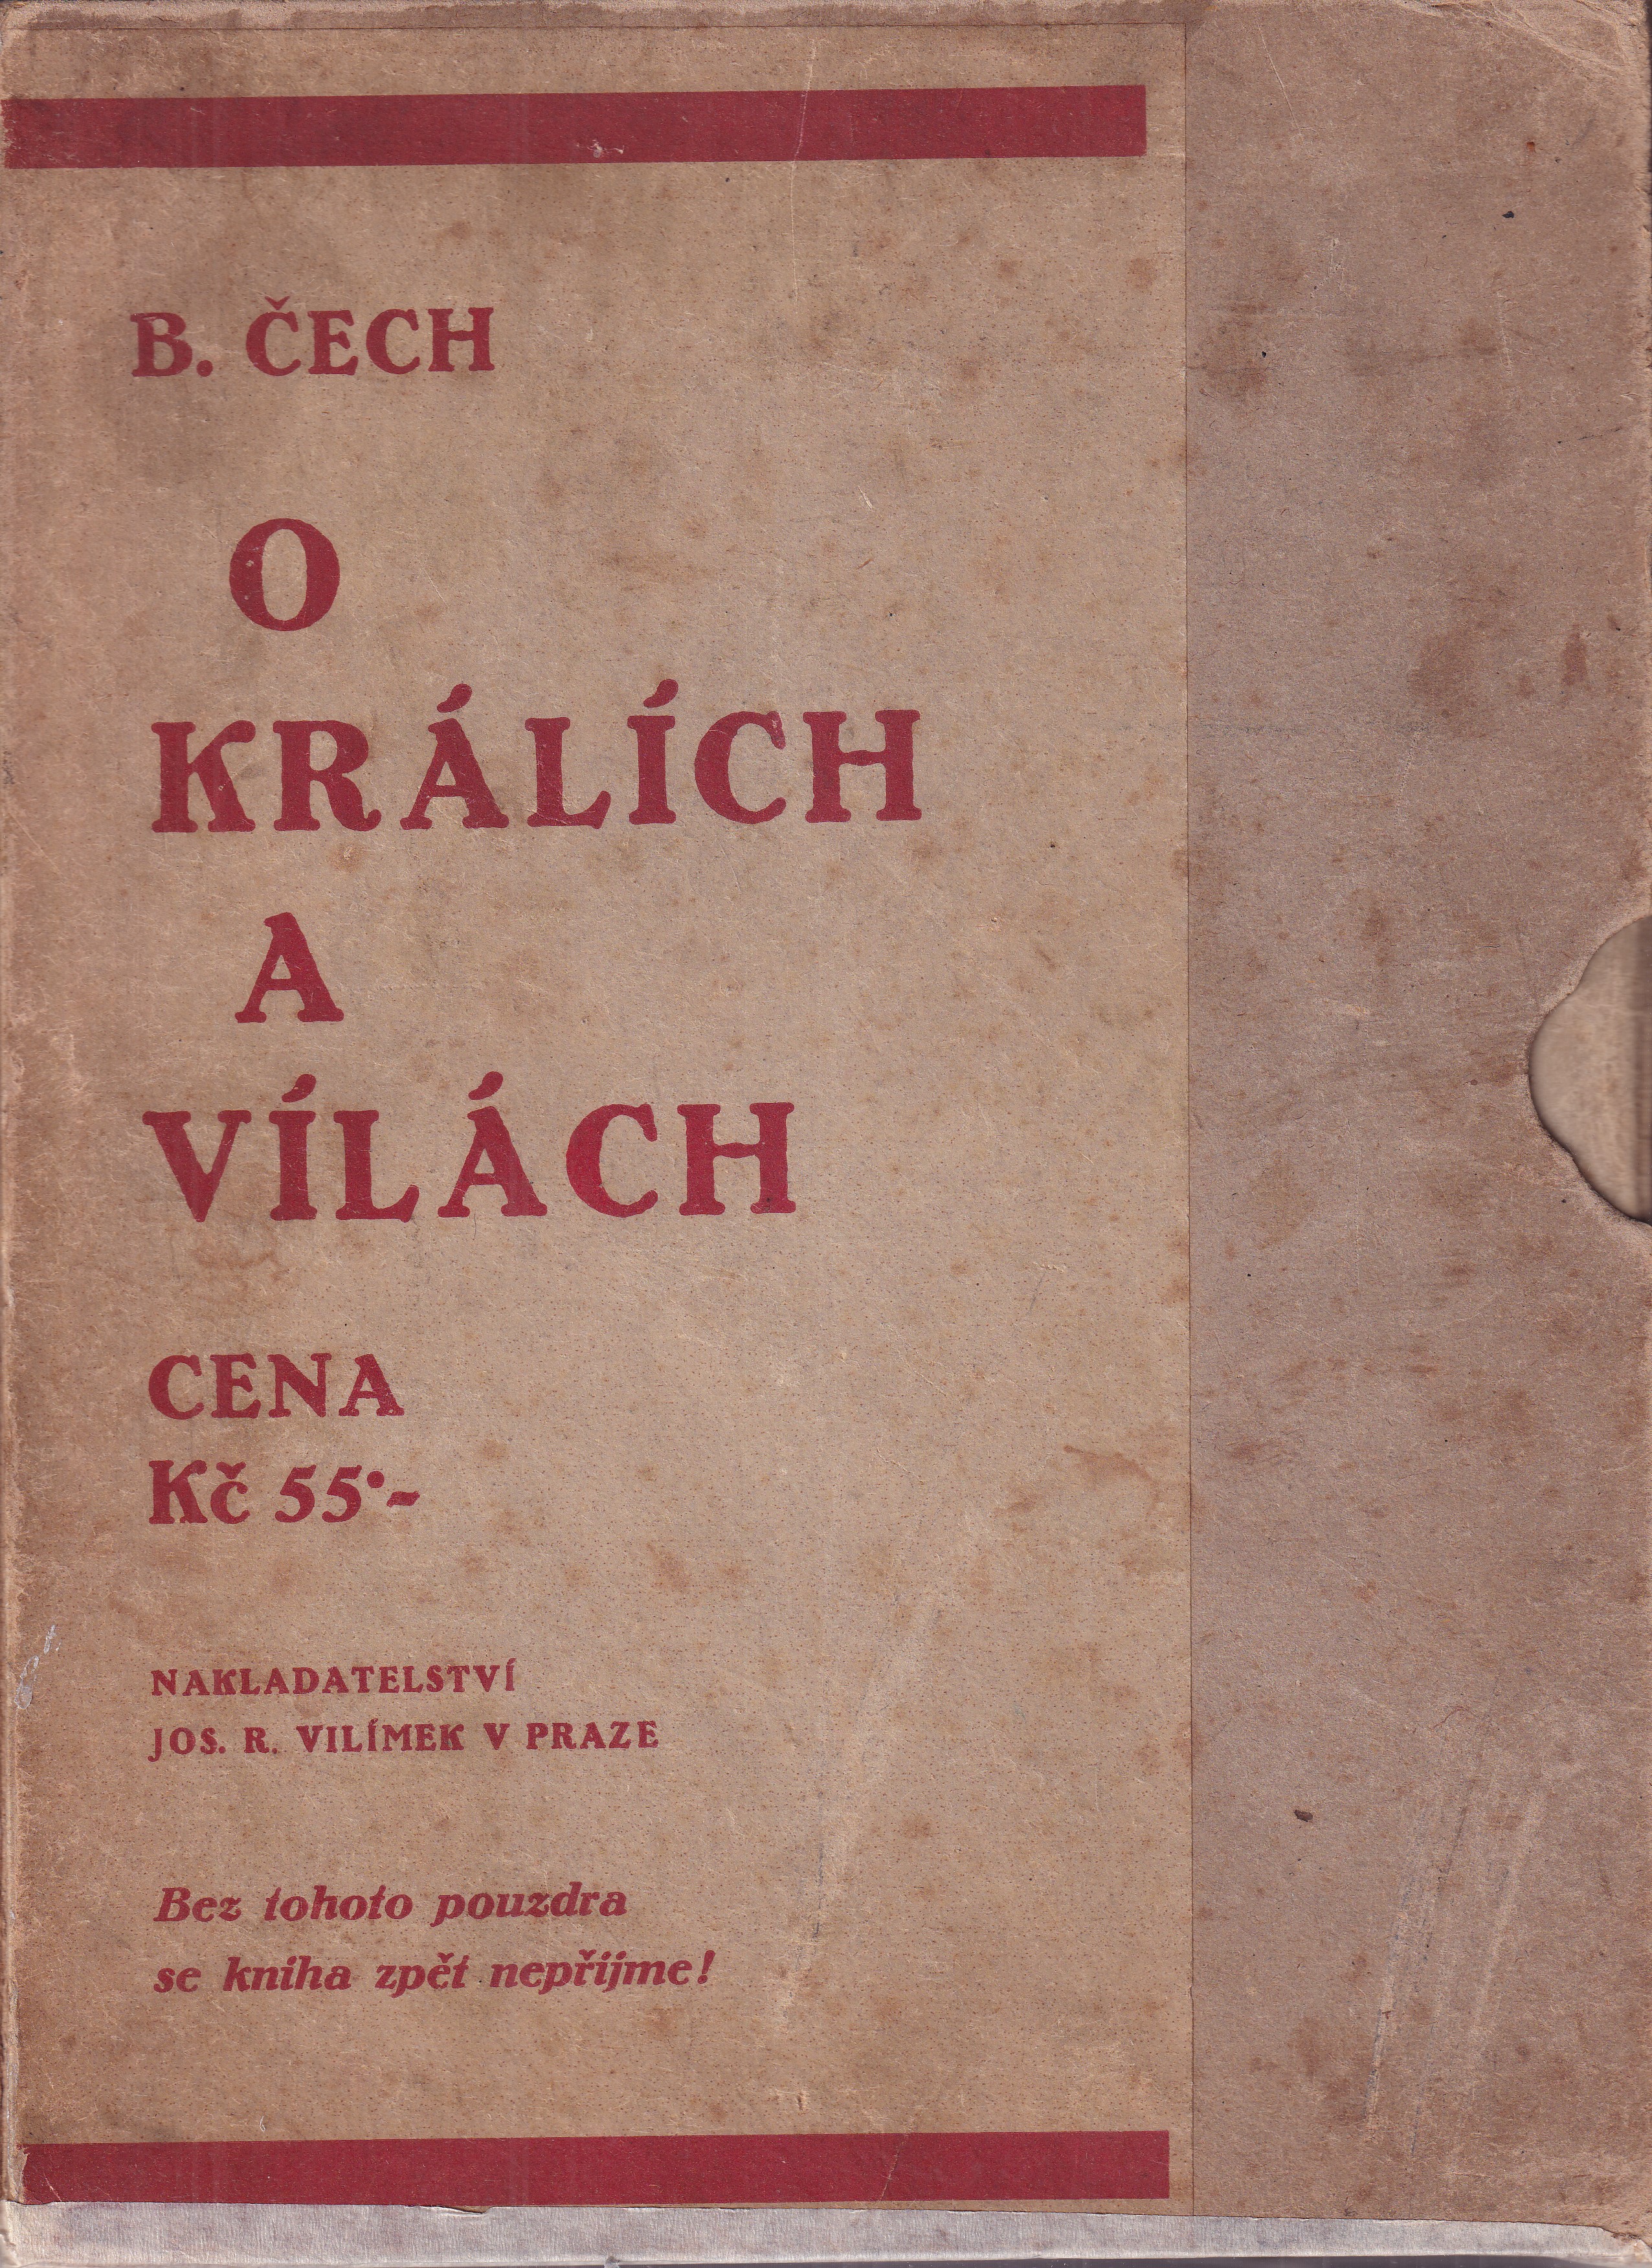 B. ČECH
O
KRÁLÍCH
A
VÍLÁCH
CENA
Kč 55·-
NAKLADATELSTVÍ
JOS. R. VILÍMEK V PRAZE
Bez tohoto pouzdra
se kniha zpět nepřijme!